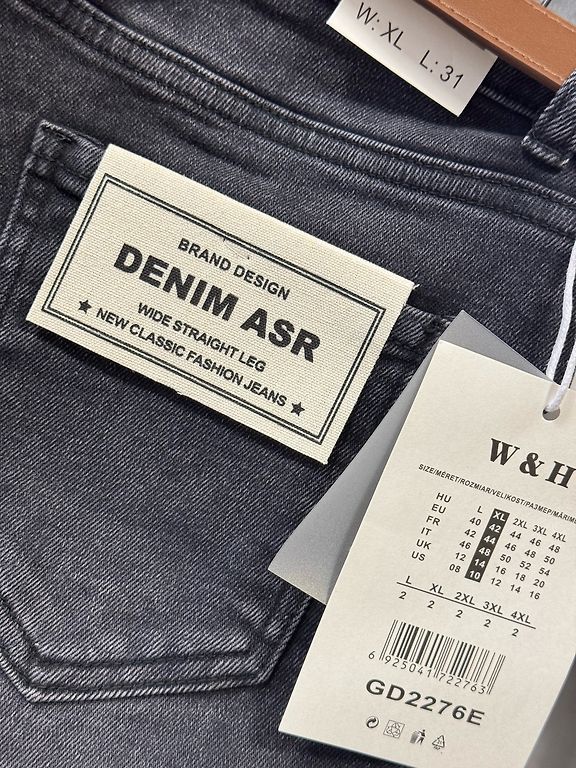 W: XL L: 31
BRAND DESIGN
DENIM ASR
WIDE STRAIGHT LEG
★ NEW CLASSIC FASHION JEANS ★
W & H
SIZE/MÉRET/ROZMIAR/VELIKOST/РАЗМЕР/MĂRIM
HU L XL 2XL 3XL 4XL
EU 40 42 44 46 48
FR 42 44 46 48 50
IT 46 48 50 52 54
UK 12 14 16 18 20
US 08 10 12 14 16
L XL 2XL 3XL 4XL
2 2 2 2 2
6 925041 722763
GD2276E